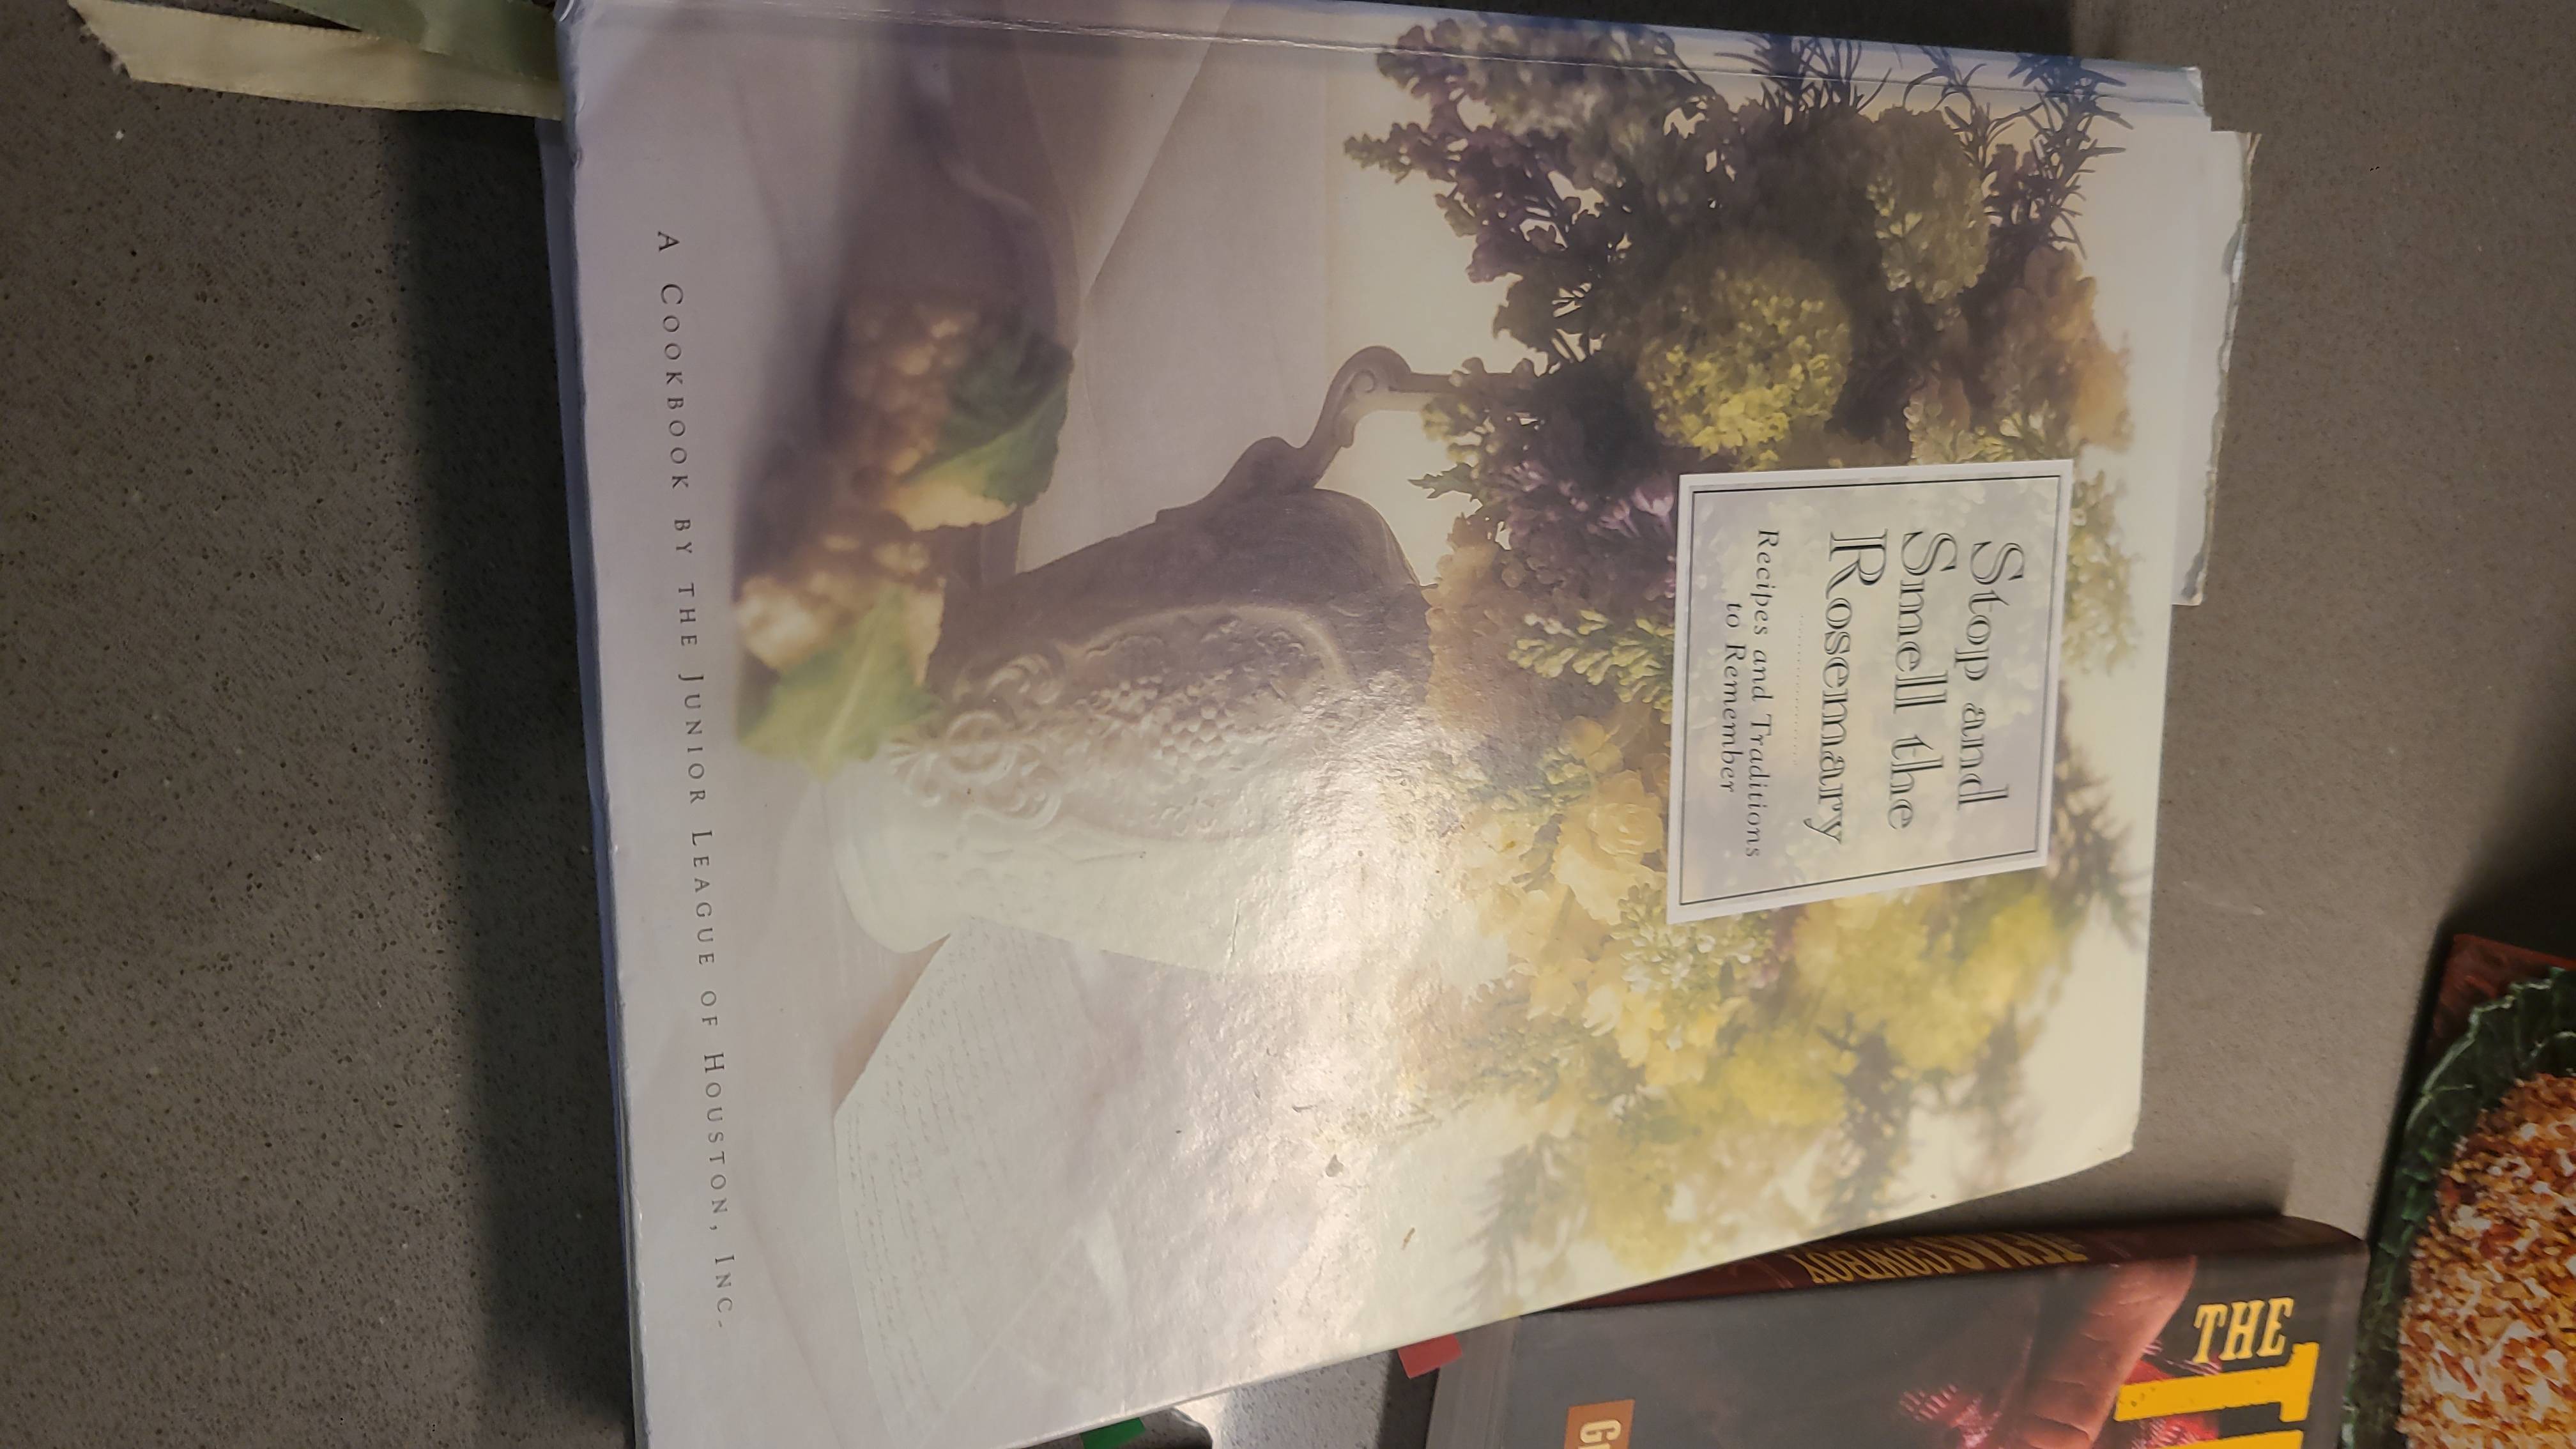 Stop and
Smell the
Rosemary
Recipes and Traditions
to Remember
A COOKBOOK BY THE JUNIOR LEAGUE OF HOUSTON, INC.
THE